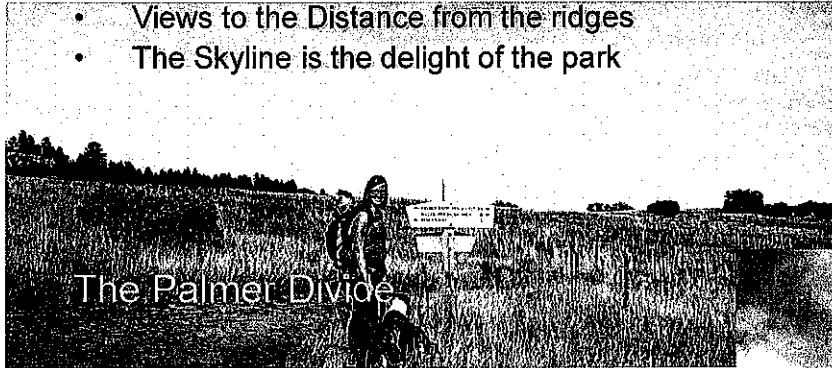 • Views to the Distance from the ridges
• The Skyline is the delight of the park
The Palmer Divide